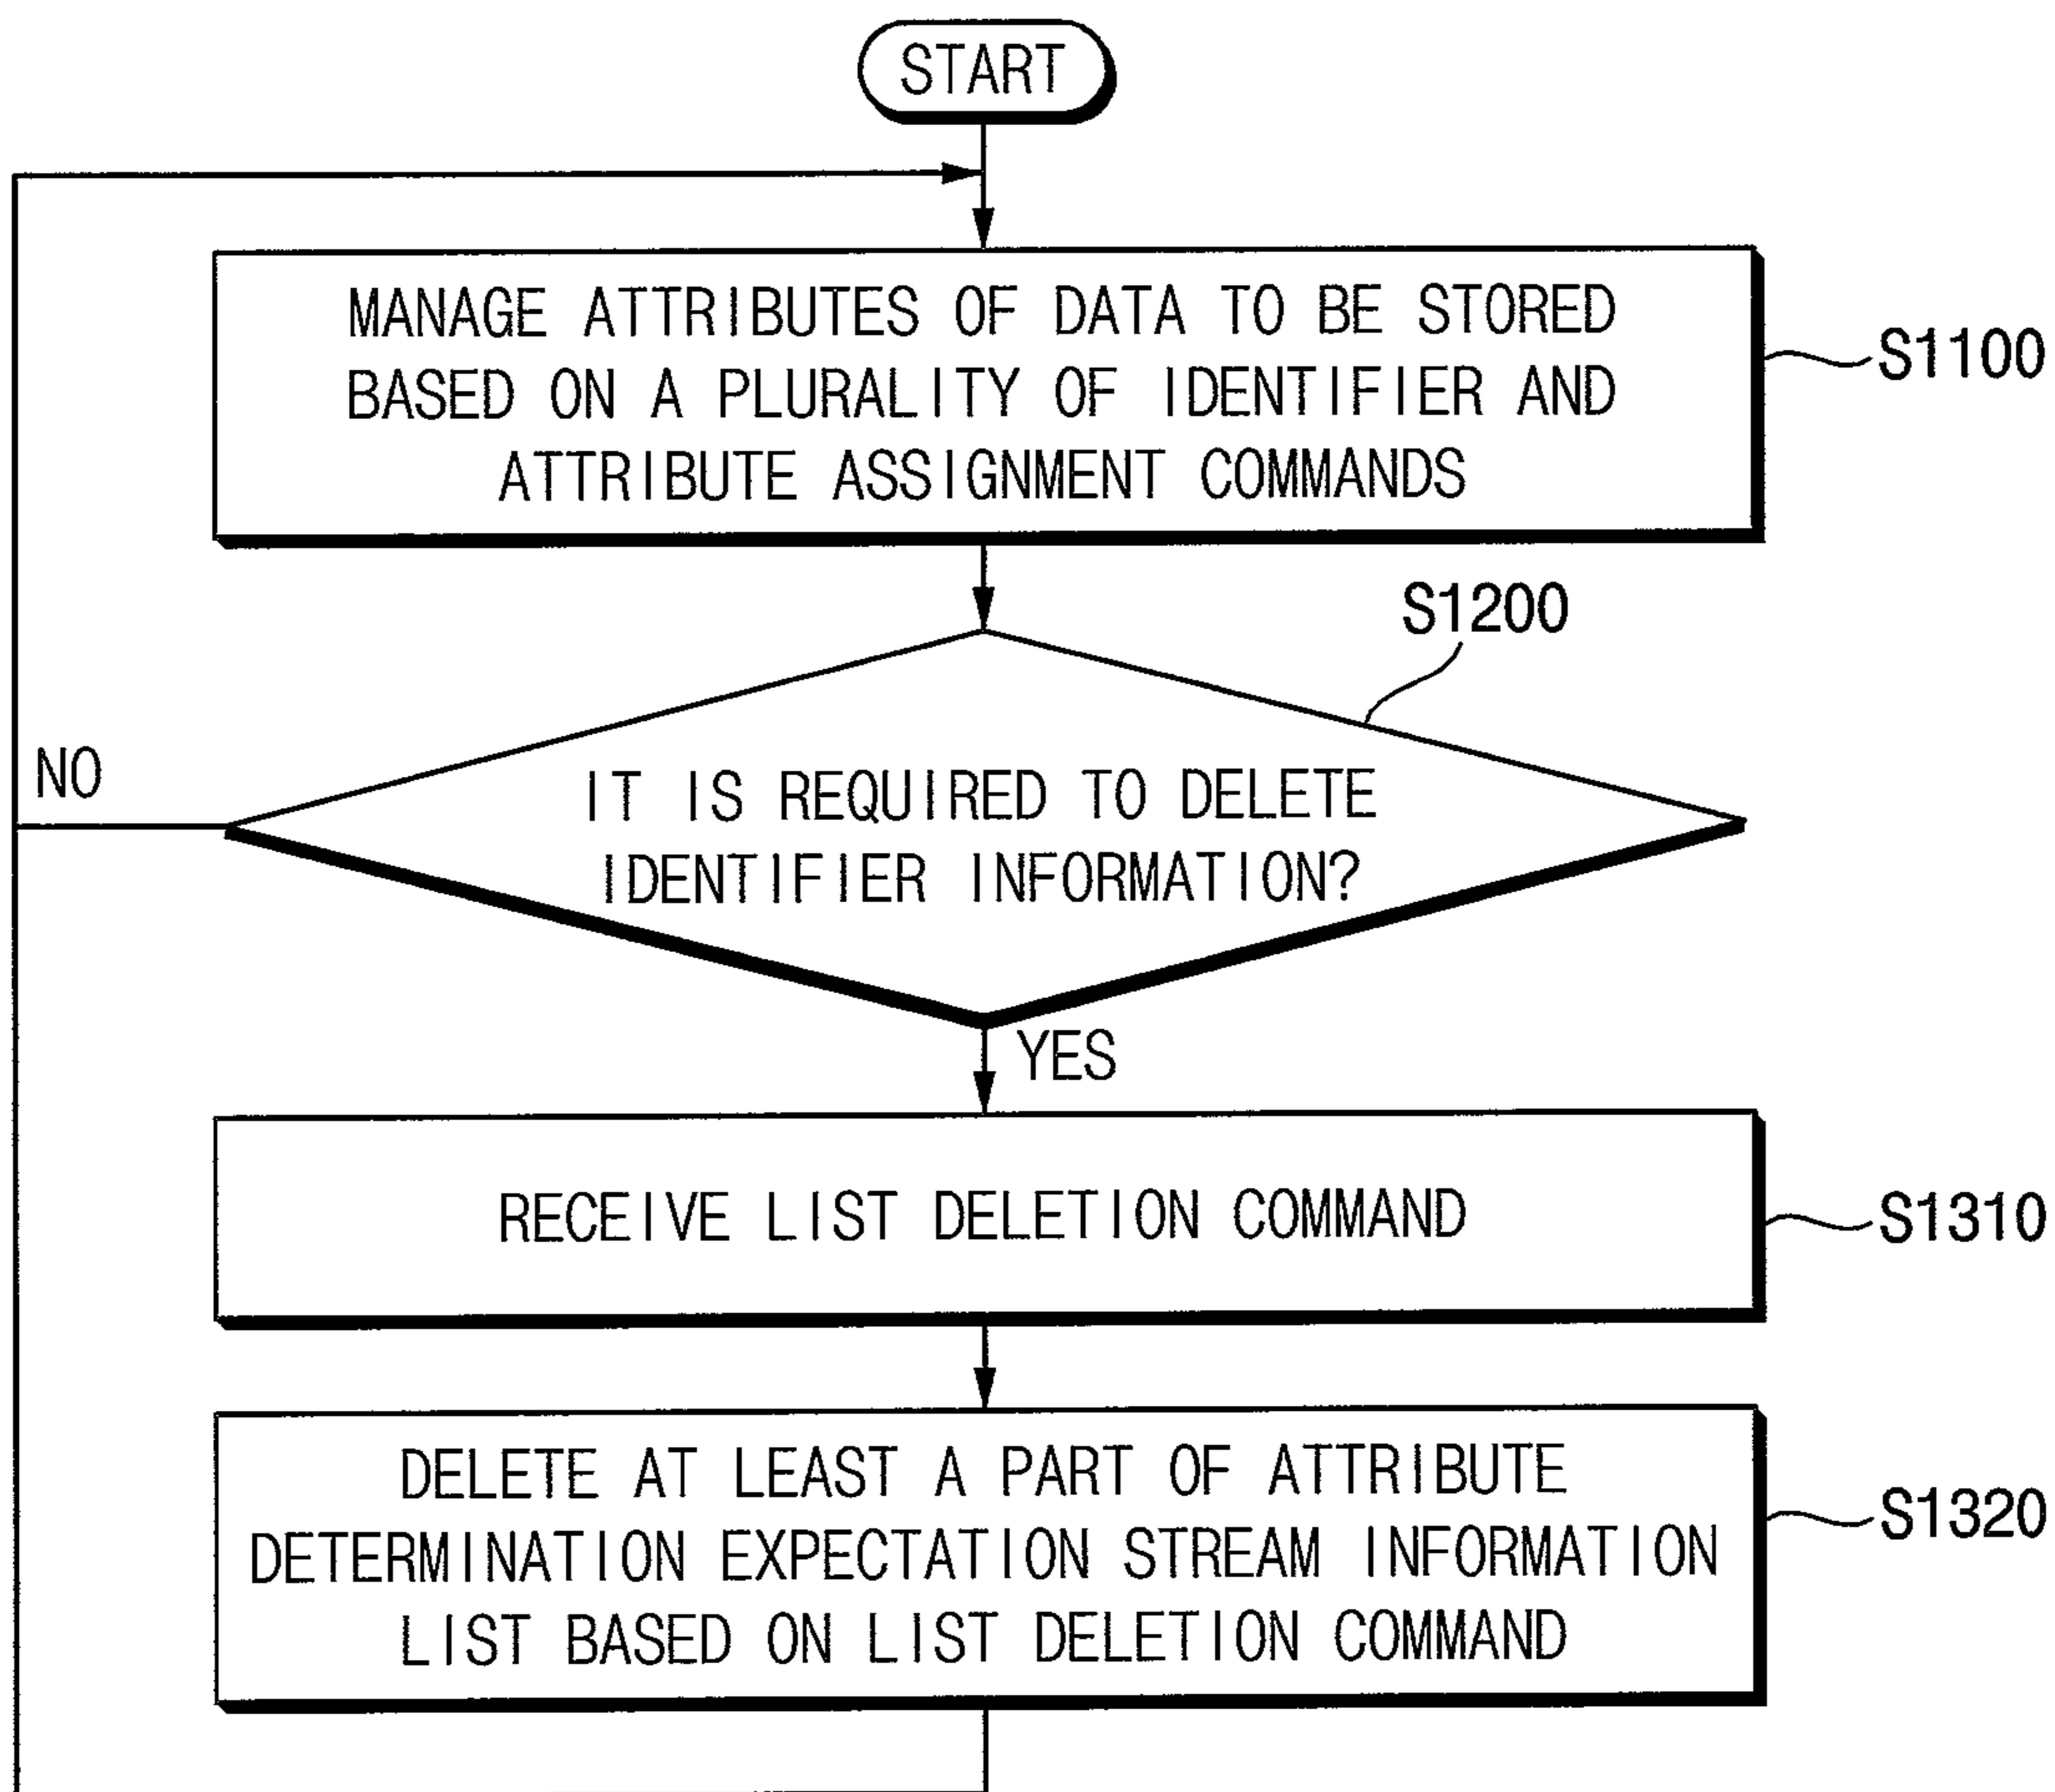 START
MANAGE ATTRIBUTES OF DATA TO BE STORED
BASED ON A PLURALITY OF IDENTIFIER AND
ATTRIBUTE ASSIGNMENT COMMANDS
S1100
S1200
NO
IT IS REQUIRED TO DELETE
IDENTIFIER INFORMATION?
YES
RECEIVE LIST DELETION COMMAND
S1310
DELETE AT LEAST A PART OF ATTRIBUTE
DETERMINATION EXPECTATION STREAM INFORMATION
LIST BASED ON LIST DELETION COMMAND
S1320